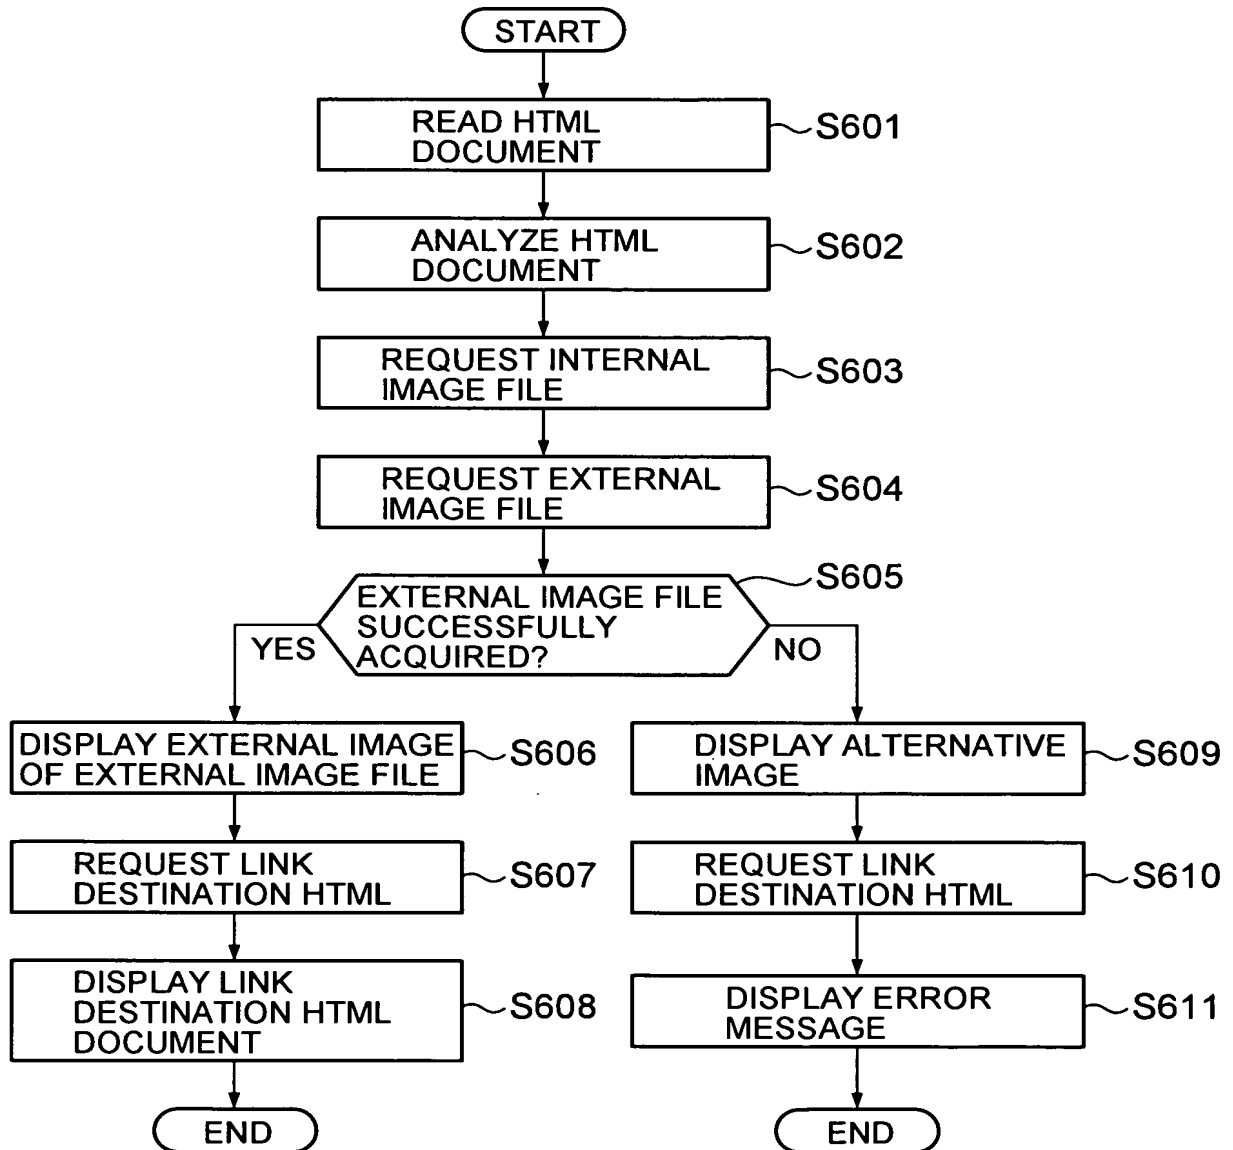 START
READ HTML
DOCUMENT
S601
ANALYZE HTML
DOCUMENT
S602
REQUEST INTERNAL
IMAGE FILE
S603
REQUEST EXTERNAL
IMAGE FILE
S604
EXTERNAL IMAGE FILE
SUCCESSFULLY
ACQUIRED?
S605
YES
NO
DISPLAY EXTERNAL IMAGE
OF EXTERNAL IMAGE FILE
S606
REQUEST LINK
DESTINATION HTML
S607
DISPLAY LINK
DESTINATION HTML
DOCUMENT
S608
END
DISPLAY ALTERNATIVE
IMAGE
S609
REQUEST LINK
DESTINATION HTML
S610
DISPLAY ERROR
MESSAGE
S611
END